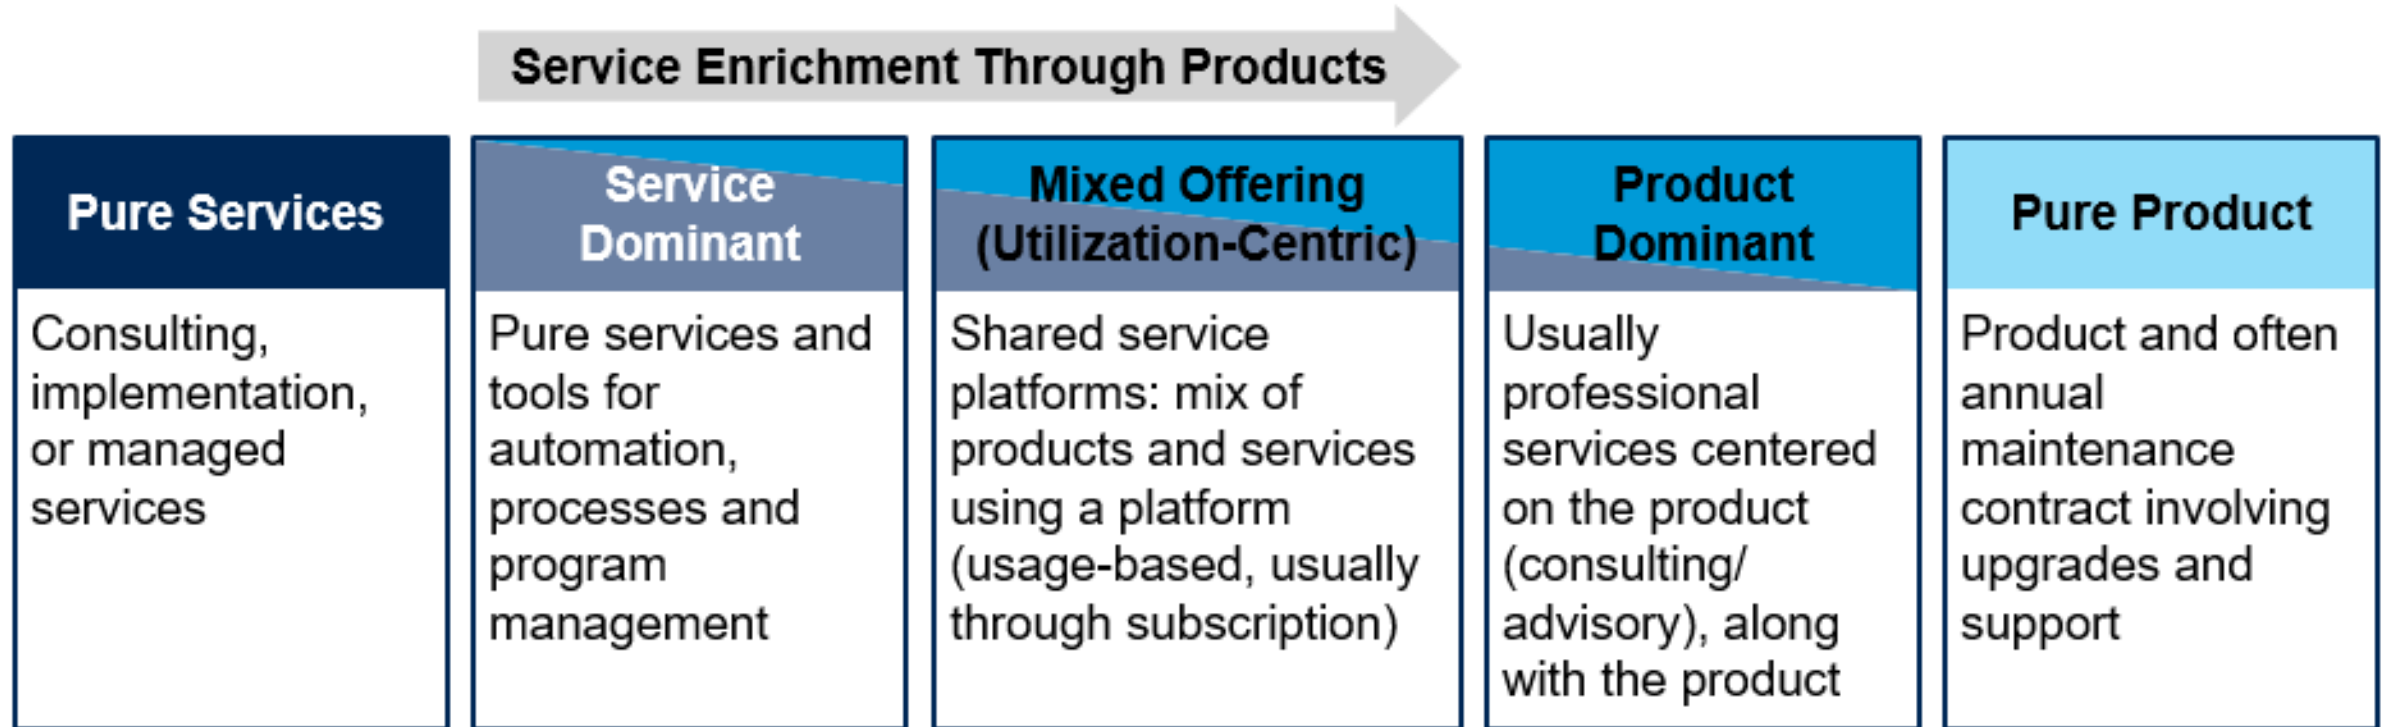 Service Enrichment Through Products
Pure Services
Consulting,
implementation,
or managed
services
Service
Dominant
Pure services and
tools for
automation,
processes and
program
management
Mixed Offering
(Utilization-Centric)
Shared service
platforms: mix of
products and services
using a platform
(usage-based, usually
through subscription)
Product
Dominant
Usually
professional
services centered
on the product
(consulting/
advisory), along
with the product
Pure Product
Product and often
annual
maintenance
contract involving
upgrades and
support